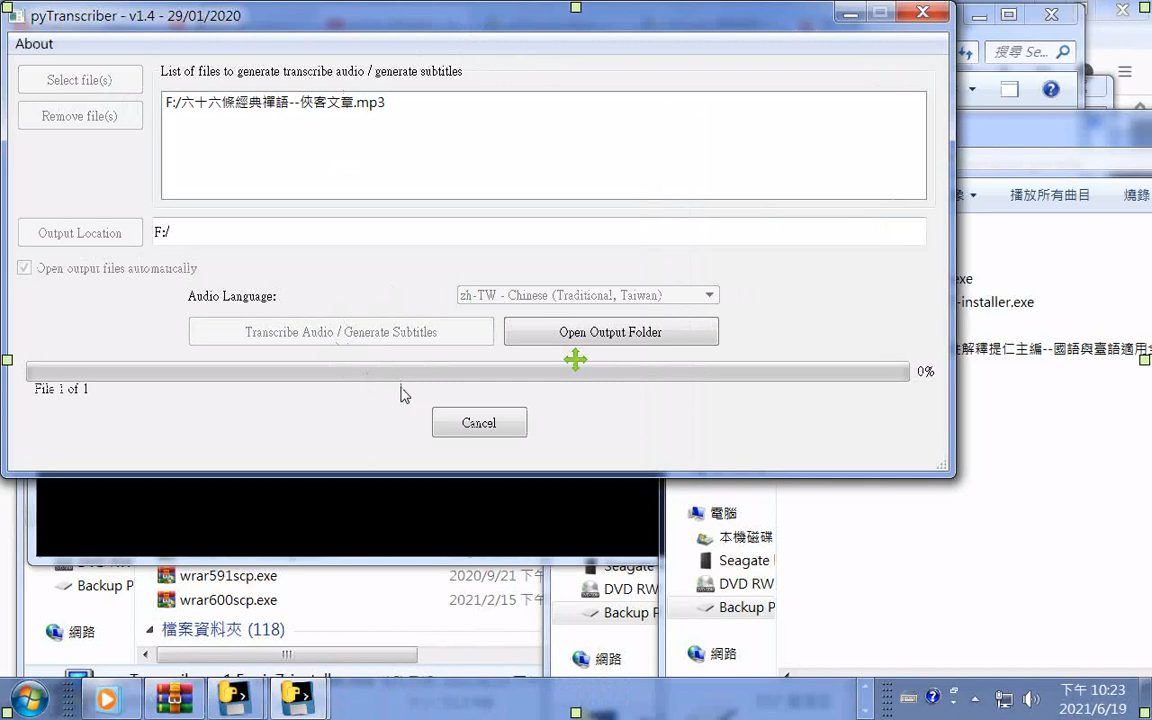 pyTranscriber - v1.4 - 29/01/2020
搜尋 Se...
About
Select file(s)
List of files to generate transcribe audio / generate subtitles
F:/六十六條經典禪語--俠客文章.mp3
Remove file(s)
播放所有曲目
燒錄
Output Location
F:/
Open output files automatically
xe
Audio Language:
zh-TW - Chinese (Traditional, Taiwan)
-installer.exe
Transcribe Audio / Generate Subtitles
Open Output Folder
解釋提仁主編--國語與臺語適用
0%
File 1 of 1
Cancel
電腦
本機磁碟
Seagate
Seagate
DVD RW
DVD RW
Backup P
Backup P
Backup P
wrar591scp.exe
2020/9/21 下午
wrar600scp.exe
2021/2/15 下午
網路
檔案資料夾 (118)
網路
網路
下午 10:23
2021/6/19